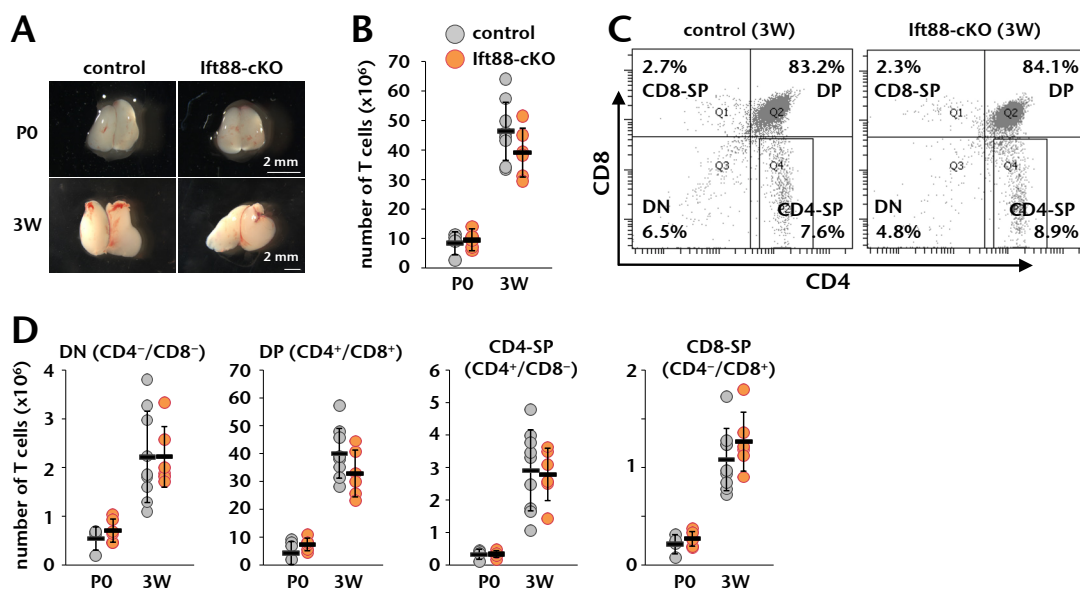 A
control
Ift88-cKO
P0
2 mm
3W
2 mm
B
control
Ift88-cKO
number of T cells (x10⁶)
70
60
50
40
30
20
10
0
P0
3W
C
control (3W)
Ift88-cKO (3W)
2.7%
CD8-SP
83.2%
DP
Q1
Q2
Q3
Q4
DN
6.5%
CD4-SP
7.6%
2.3%
CD8-SP
84.1%
DP
Q1
Q2
Q3
Q4
DN
4.8%
CD4-SP
8.9%
CD8
CD4
D
number of T cells (x10⁶)
DN (CD4⁻/CD8⁻)
4
3
2
1
0
P0
3W
DP (CD4⁺/CD8⁺)
70
60
50
40
30
20
10
0
P0
3W
CD4-SP
(CD4⁺/CD8⁻)
6
5
4
3
2
1
0
P0
3W
CD8-SP
(CD4⁻/CD8⁺)
2
1
0
P0
3W